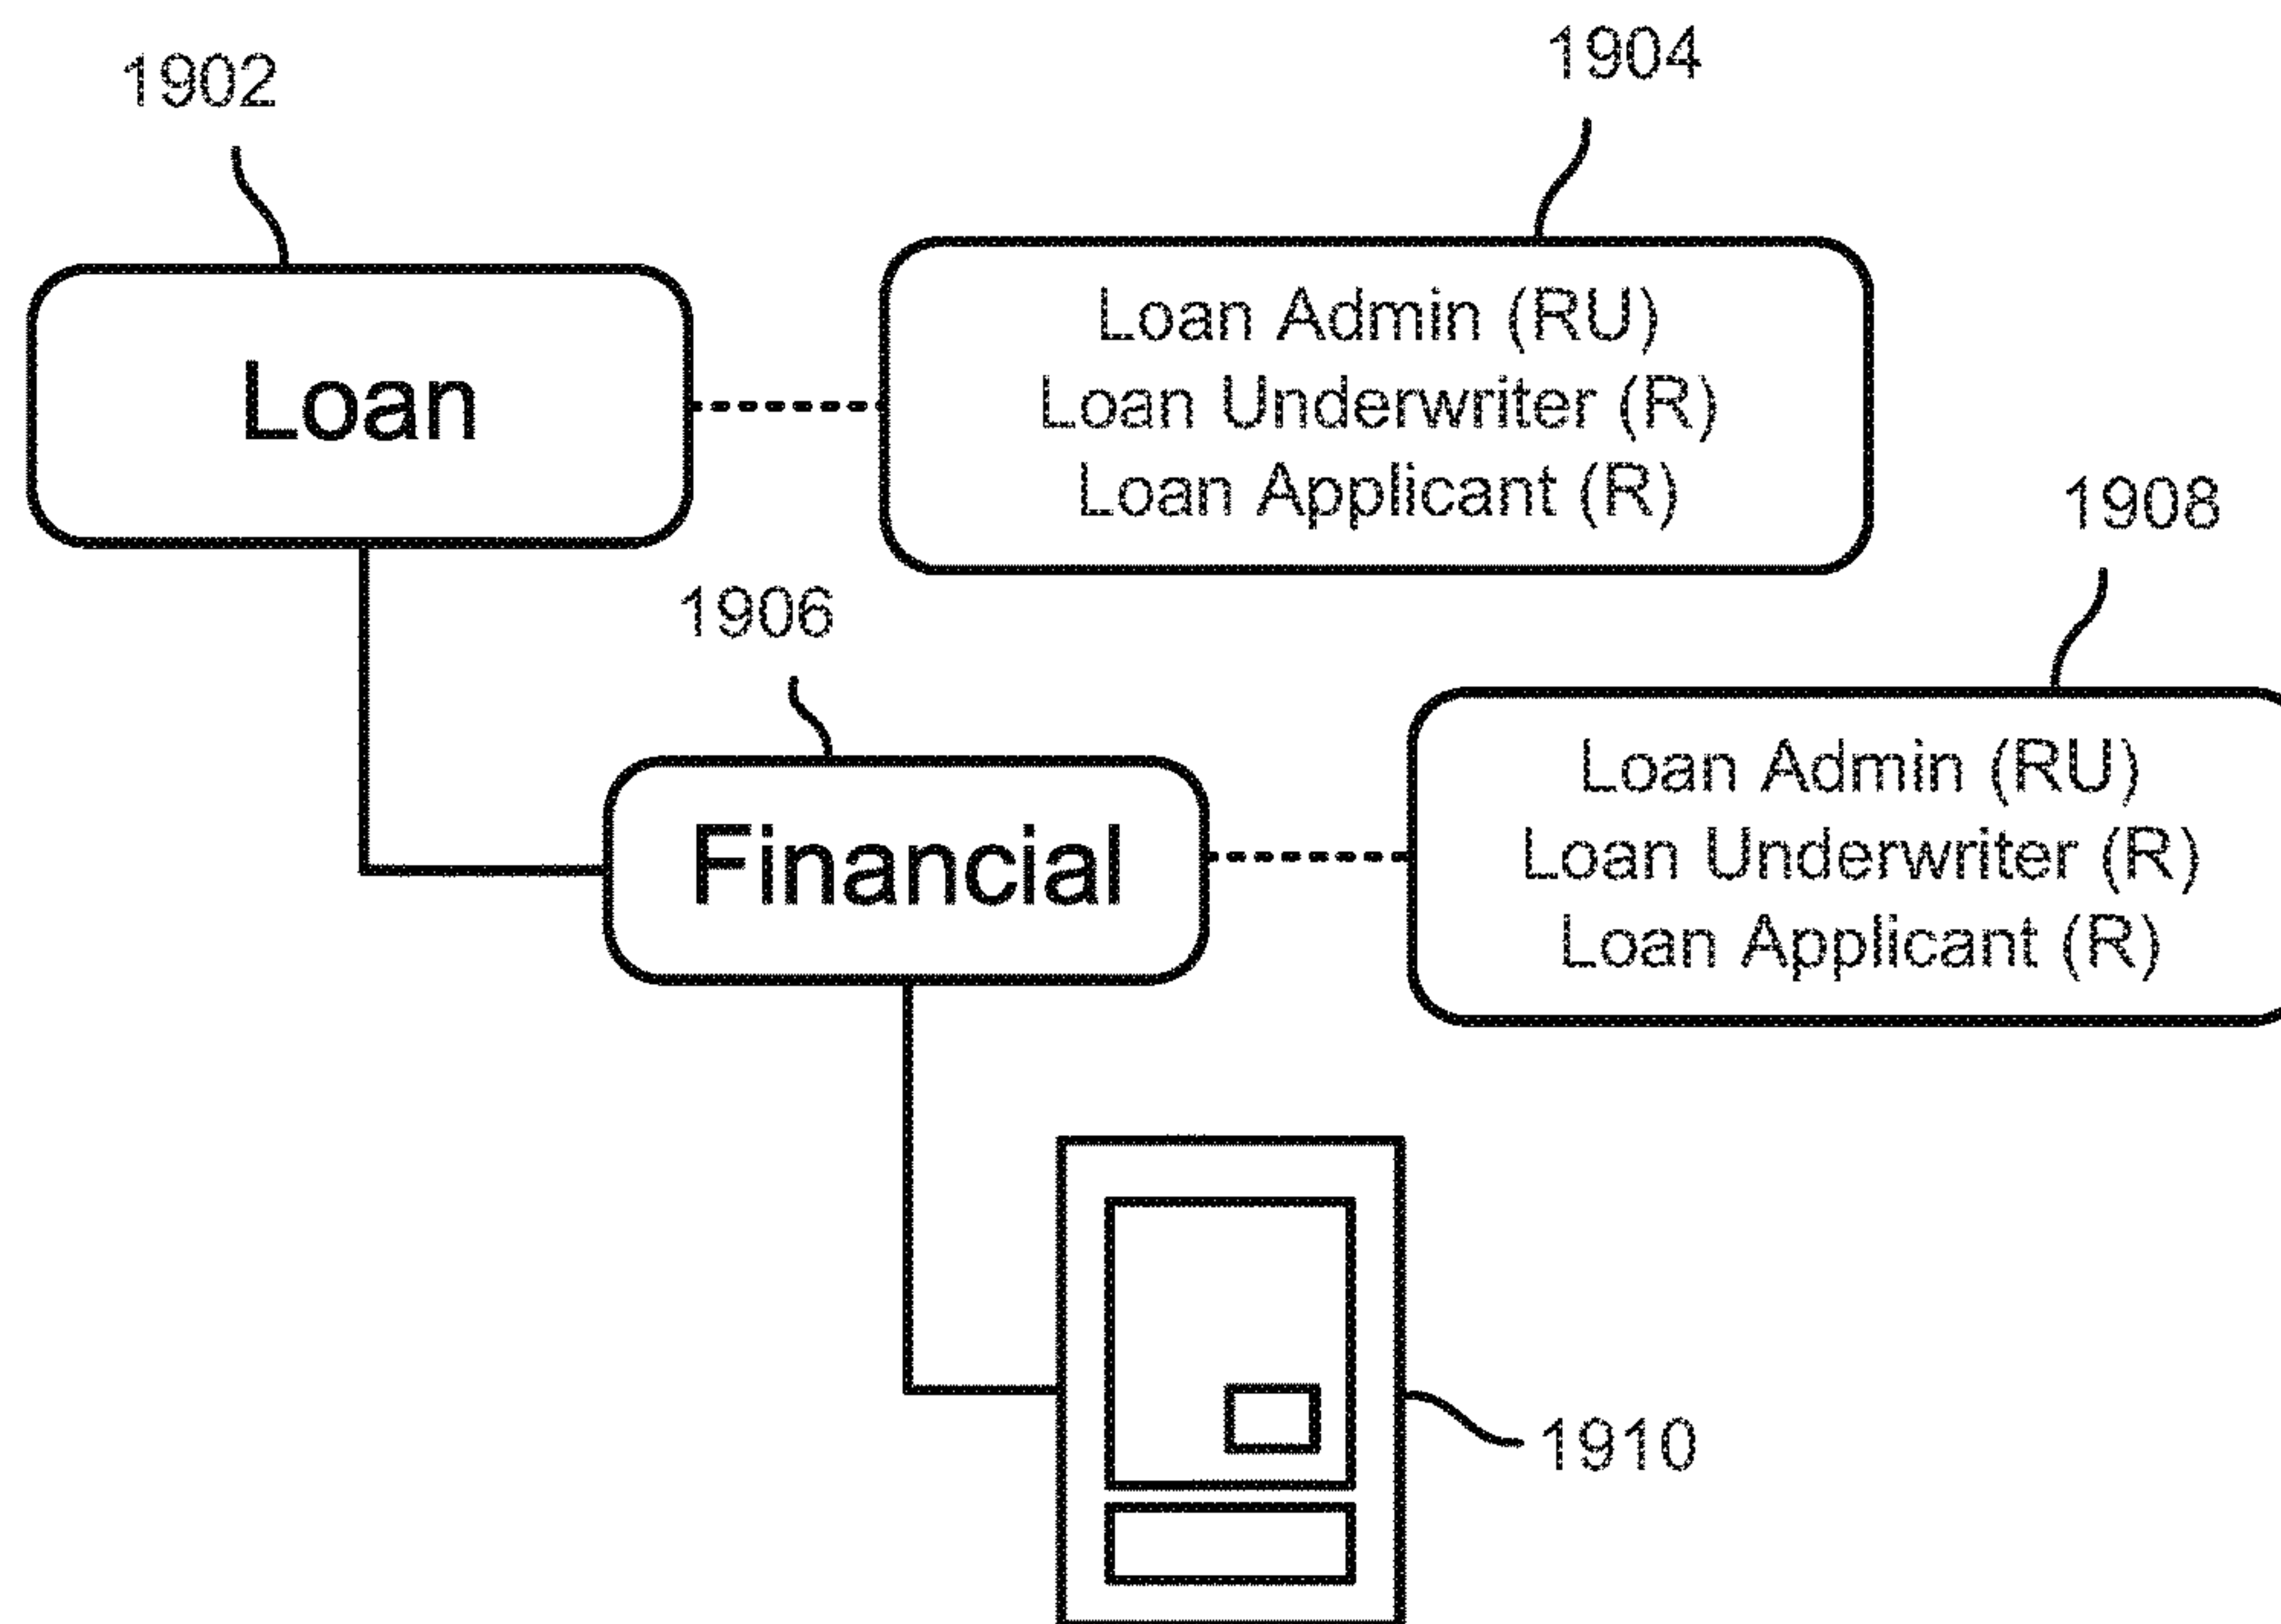 1902
1904
Loan
Loan Admin (RU)
Loan Underwriter (R)
Loan Applicant (R)
1906
1908
Financial
Loan Admin (RU)
Loan Underwriter (R)
Loan Applicant (R)
1910